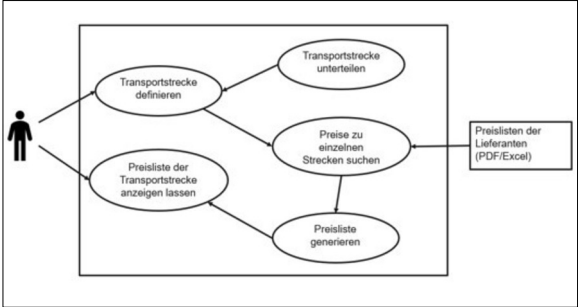 Transportstrecke
unterteilen
Transportstrecke
definieren
Preise zu
einzelnen
Strecken suchen
Preislisten der
Lieferanten
(PDF/Excel)
Preisliste der
Transportstrecke
anzeigen lassen
Preisliste
generieren